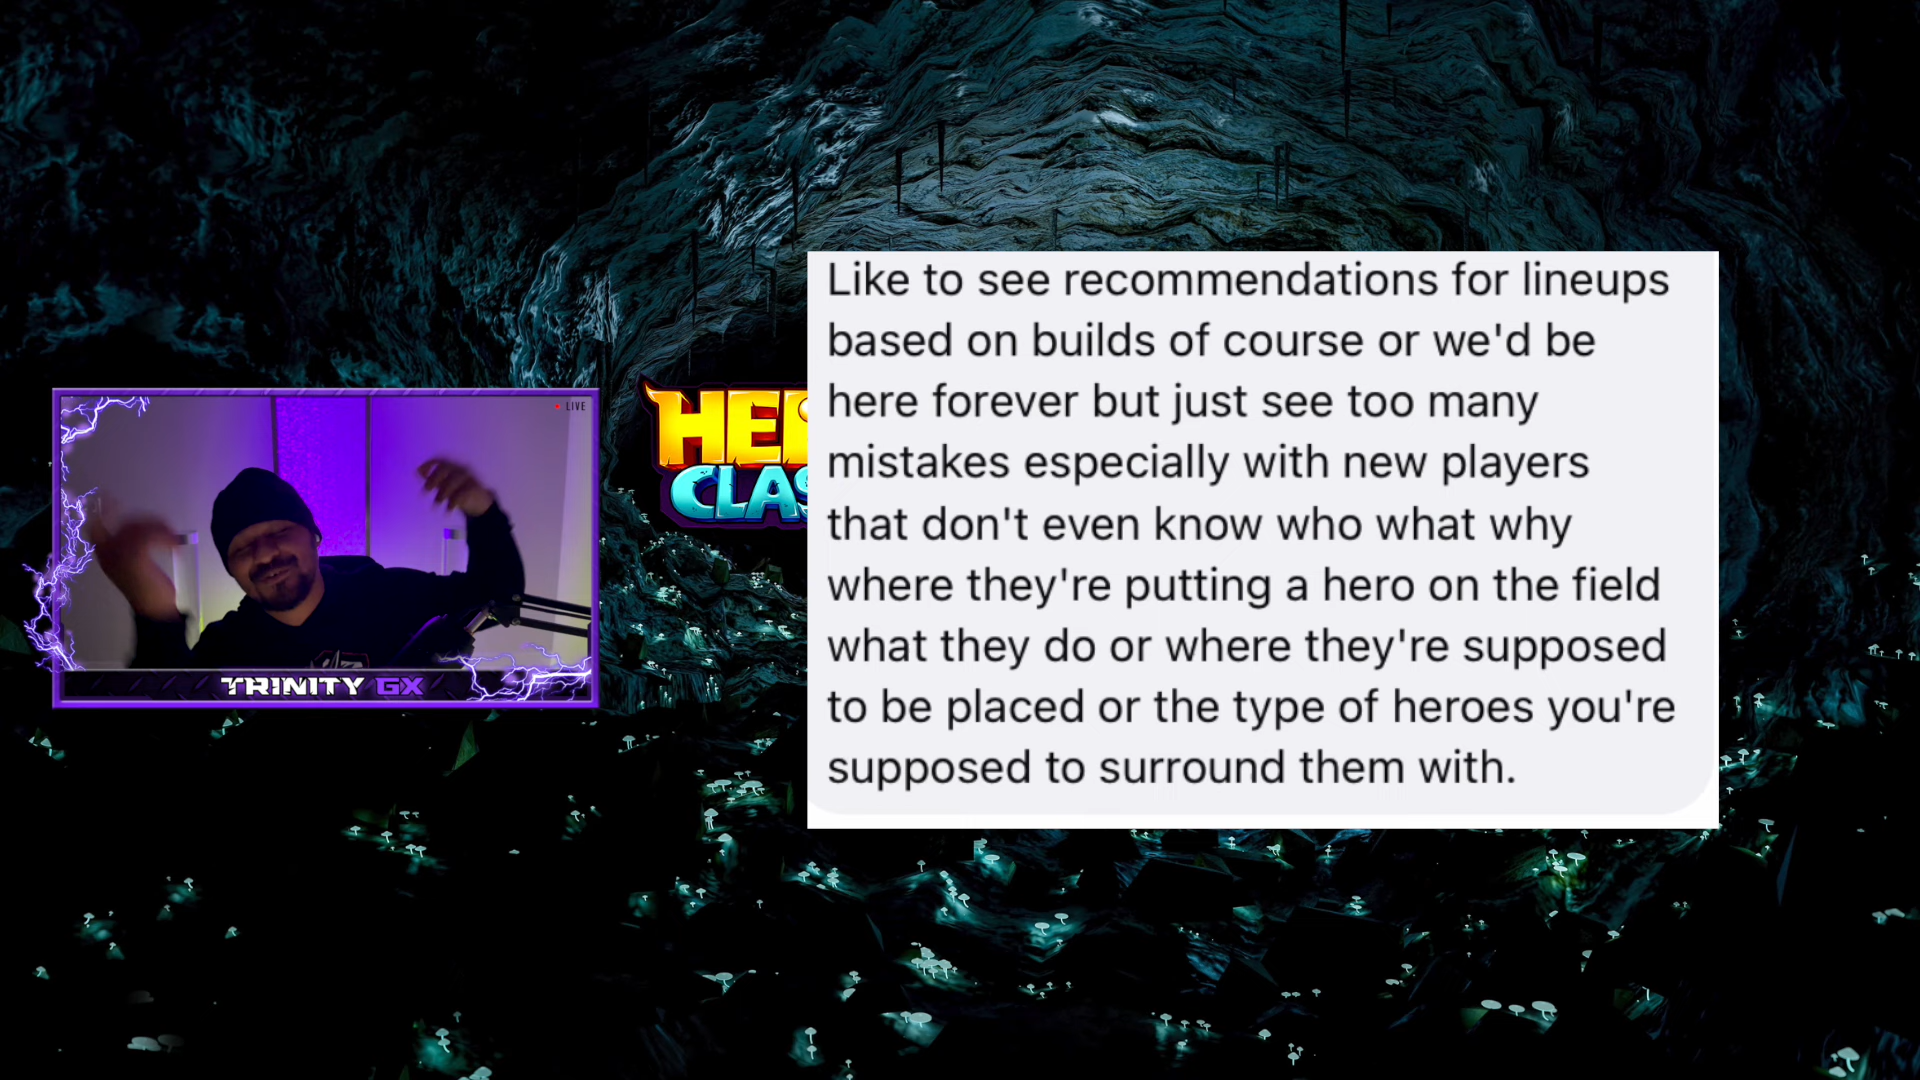 LIVE
TRINITY GX
Like to see recommendations for lineups
based on builds of course or we'd be
here forever but just see too many
mistakes especially with new players
that don't even know who what why
where they're putting a hero on the field
what they do or where they're supposed
to be placed or the type of heroes you're
supposed to surround them with.